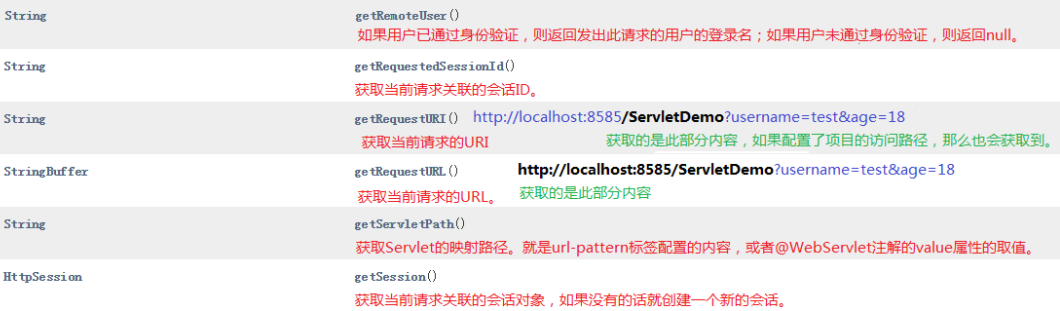 String getRemoteUser()
如果用户已通过身份验证，则返回发出此请求的用户的登录名；如果用户未通过身份验证，则返回null。
String getRequestedSessionId()
获取当前请求关联的会话ID。
String getRequestURI() http://localhost:8585/ServletDemo?username=test&age=18
获取当前请求的URI 获取的是此部分内容，如果配置了项目的访问路径，那么也会获取到。
StringBuffer getRequestURL() http://localhost:8585/ServletDemo?username=test&age=18
获取当前请求的URL。 获取的是此部分内容
String getServletPath()
获取Servlet的映射路径。就是url-pattern标签配置的内容，或者@WebServlet注解的value属性的取值。
HttpSession getSession()
获取当前请求关联的会话对象，如果没有的话就创建一个新的会话。